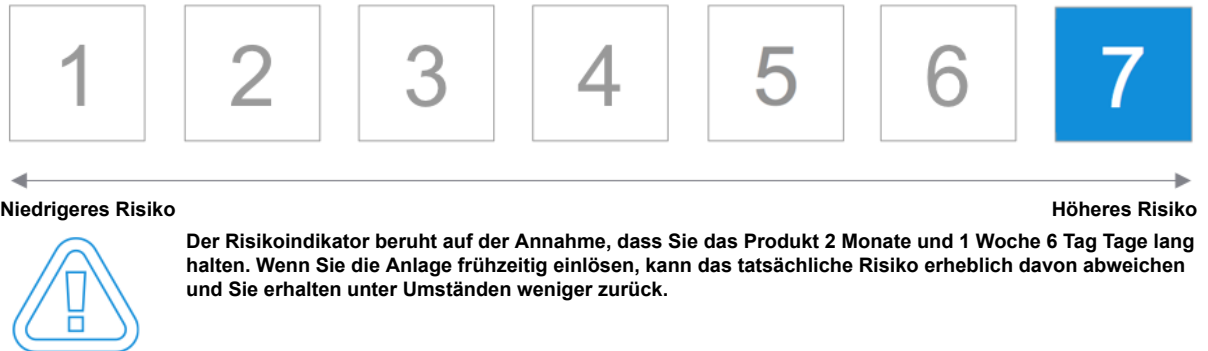 1 2 3 4 5 6 7
Niedrigeres Risiko Höheres Risiko
Der Risikoindikator beruht auf der Annahme, dass Sie das Produkt 2 Monate und 1 Woche 6 Tag Tage lang
halten. Wenn Sie die Anlage frühzeitig einlösen, kann das tatsächliche Risiko erheblich davon abweichen
und Sie erhalten unter Umständen weniger zurück.